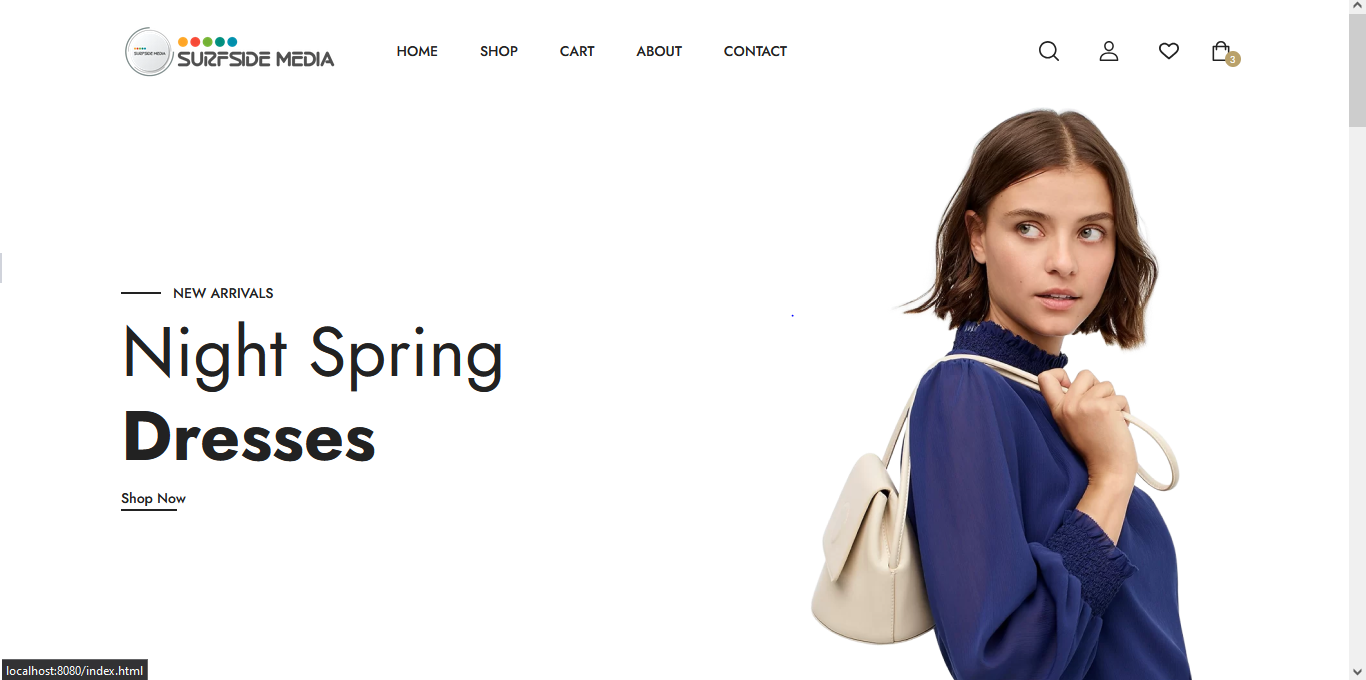 SURFSIDE MEDIA
SURFSIDE MEDIA
HOME
SHOP
CART
ABOUT
CONTACT
3
NEW ARRIVALS
Night Spring
Dresses
Shop Now
localhost:8080/index.html